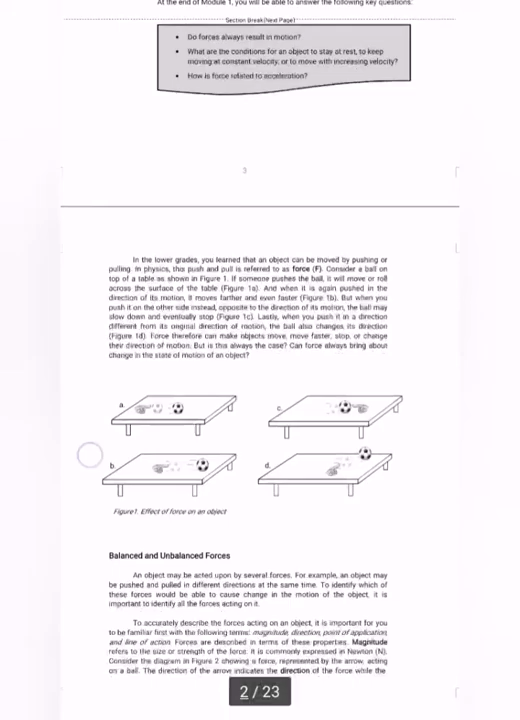 At the end of Module 1, you will be able to answer the following key questions:
Section Break (Next Page)
• Do forces always result in motion?
• What are the conditions for an object to stay at rest, to keep
moving at constant velocity, or to move with increasing velocity?
• How is force related to acceleration?
3
In the lower grades, you learned that an object can be moved by pushing or
pulling. In physics, this push and pull is referred to as force (F). Consider a ball on
top of a table as shown in Figure 1. If someone pushes the ball, it will move or roll
across the surface of the table (Figure 1a). And when it is again pushed in the
direction of its motion, it moves farther and even faster (Figure 1b). But when you
push it on the other side instead, opposite to the direction of its motion, the ball may
slow down and eventually stop (Figure 1c). Lastly, when you push it in a direction
different from its original direction of motion, the ball also changes its direction
(Figure 1d). Force therefore can make objects move, move faster, stop, or change
their direction of motion. But is this always the case? Can force always bring about
change in the state of motion of an object?
a.
c.
b.
d.
Figure1. Effect of force on an object
Balanced and Unbalanced Forces
An object may be acted upon by several forces. For example, an object may
be pushed and pulled in different directions at the same time. To identify which of
these forces would be able to cause change in the motion of the object, it is
important to identify all the forces acting on it.
To accurately describe the forces acting on an object, it is important for you
to be familiar first with the following terms: magnitude, direction, point of application,
and line of action. Forces are described in terms of these properties. Magnitude
refers to the size or strength of the force. It is commonly expressed in Newton (N).
Consider the diagram in Figure 2 showing a force, represented by the arrow, acting
on a ball. The direction of the arrow indicates the direction of the force while the
2 / 23